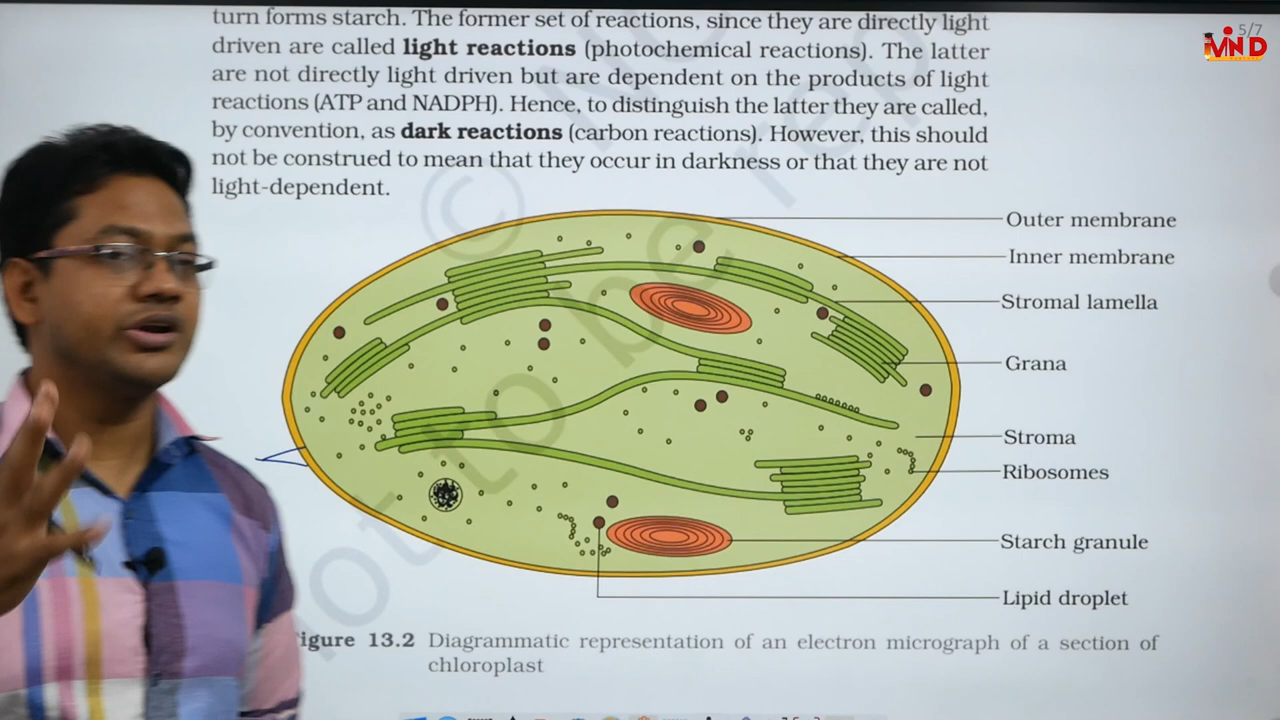 turn forms starch. The former set of reactions, since they are directly light
driven are called light reactions (photochemical reactions). The latter
are not directly light driven but are dependent on the products of light
reactions (ATP and NADPH). Hence, to distinguish the latter they are called,
by convention, as dark reactions (carbon reactions). However, this should
not be construed to mean that they occur in darkness or that they are not
light-dependent.
5/7
MIND
Outer membrane
Inner membrane
Stromal lamella
Grana
Stroma
Ribosomes
Starch granule
Lipid droplet
igure 13.2 Diagrammatic representation of an electron micrograph of a section of
chloroplast
not to be rep